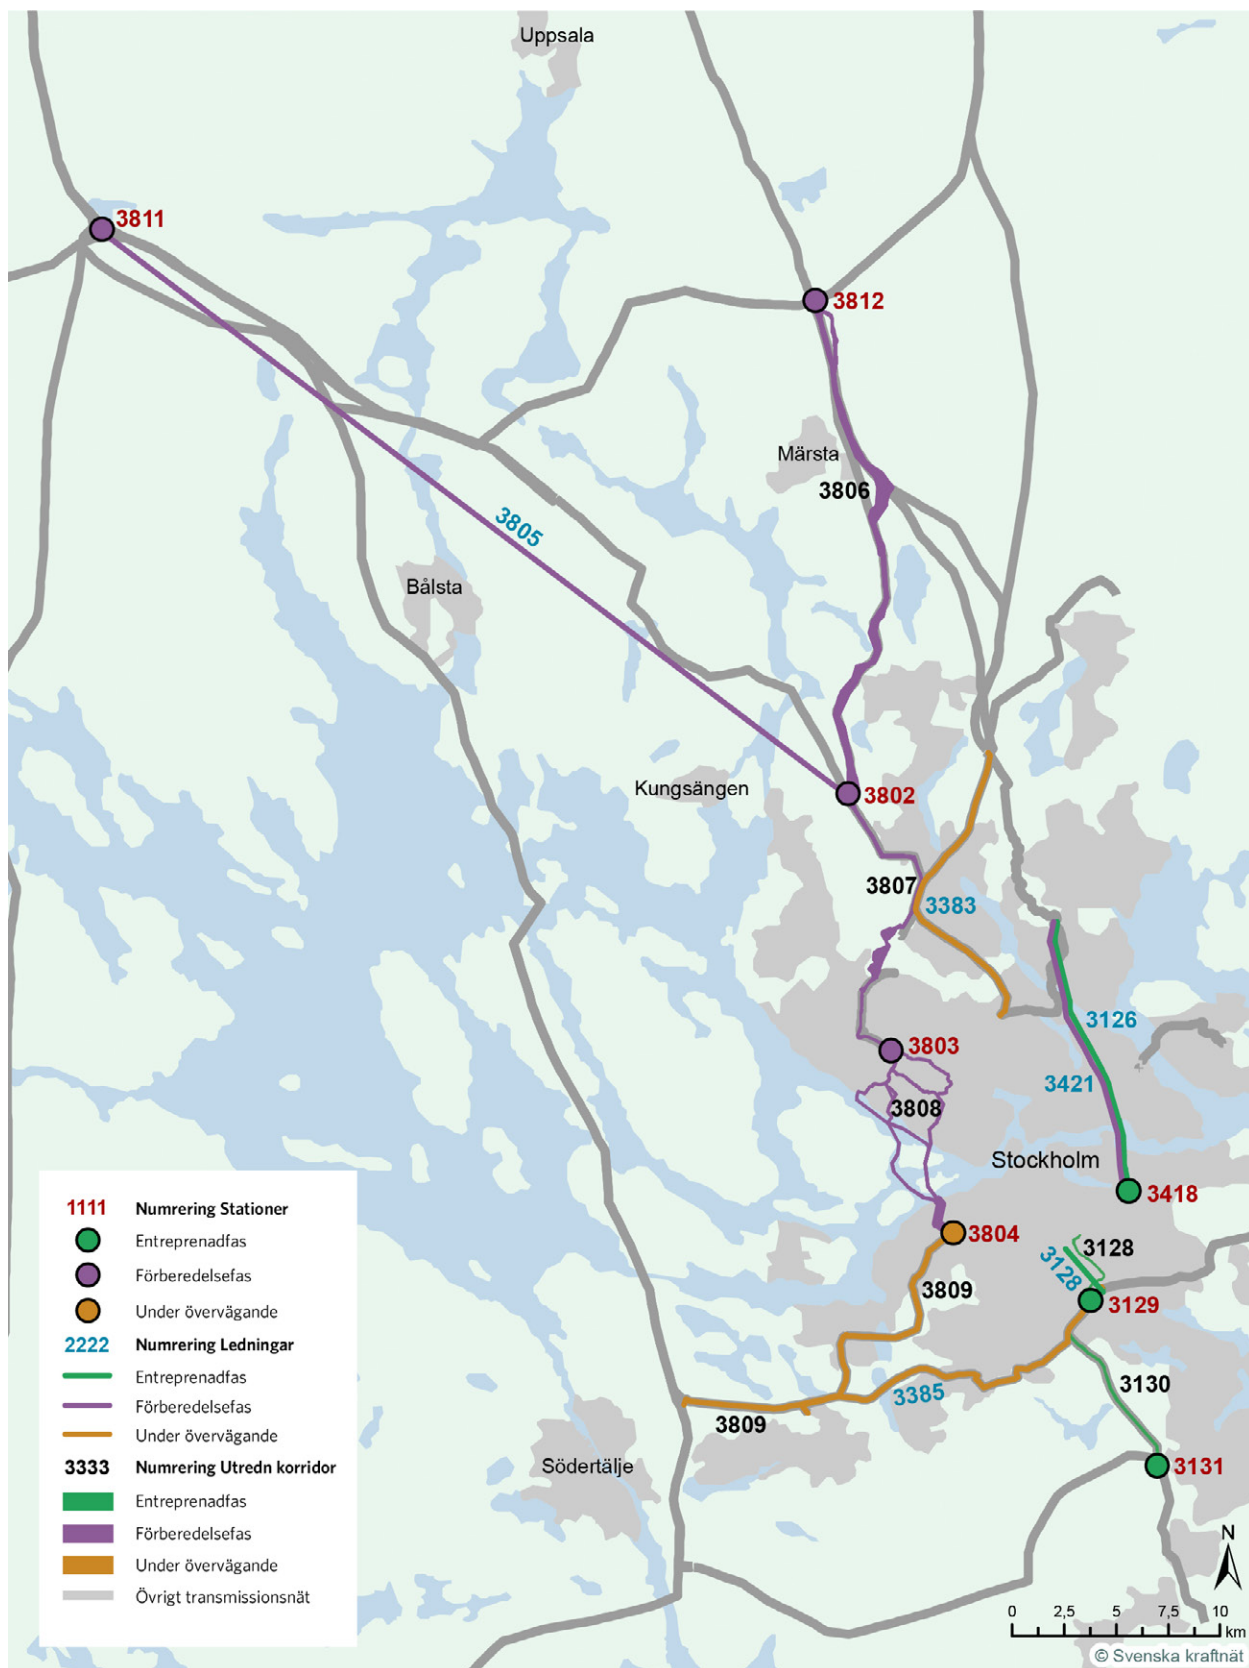 Uppsala
3811
3812
Märsta
3806
3805
Bålsta
Kungsängen
3802
3807
3383
3126
3803
3421
3808
Stockholm
3418
3804
3128
3128
3809
3129
3130
3385
3809
Södertälje
3131
1111 Numrering Stationer
Entreprenadfas
Förberedelsefas
Under övervägande
2222 Numrering Ledningar
Entreprenadfas
Förberedelsefas
Under övervägande
3333 Numrering Utredn korridor
Entreprenadfas
Förberedelsefas
Under övervägande
Övrigt transmissionsnät
N
0 2,5 5 7,5 10
km
© Svenska kraftnät